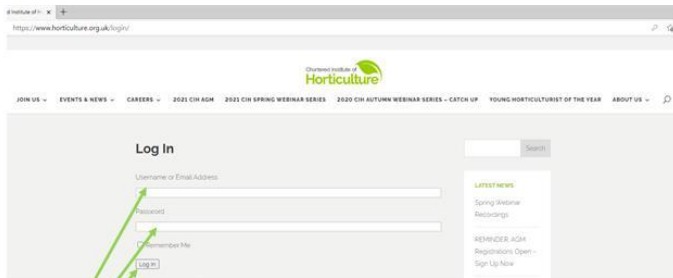 d Institute of H
https://www.horticulture.org.uk/login/
Chartered Institute of
Horticulture
JOIN US EVENTS & NEWS CAREERS 2021 CIH AGM 2021 CIH SPRING WEBINAR SERIES 2020 CIH AUTUMN WEBINAR SERIES – CATCH UP YOUNG HORTICULTURIST OF THE YEAR ABOUT US
Log In
Search
Username or Email Address
LATEST NEWS
Spring Webinar
Recordings
Password
Remember Me
REMINDER: AGM
Registrations Open –
Sign Up Now
Log In